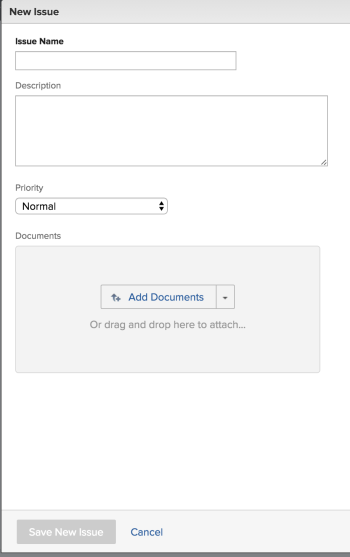 New Issue
Issue Name
Description
Priority
Normal
Documents
Add Documents
Or drag and drop here to attach...
Save New Issue Cancel